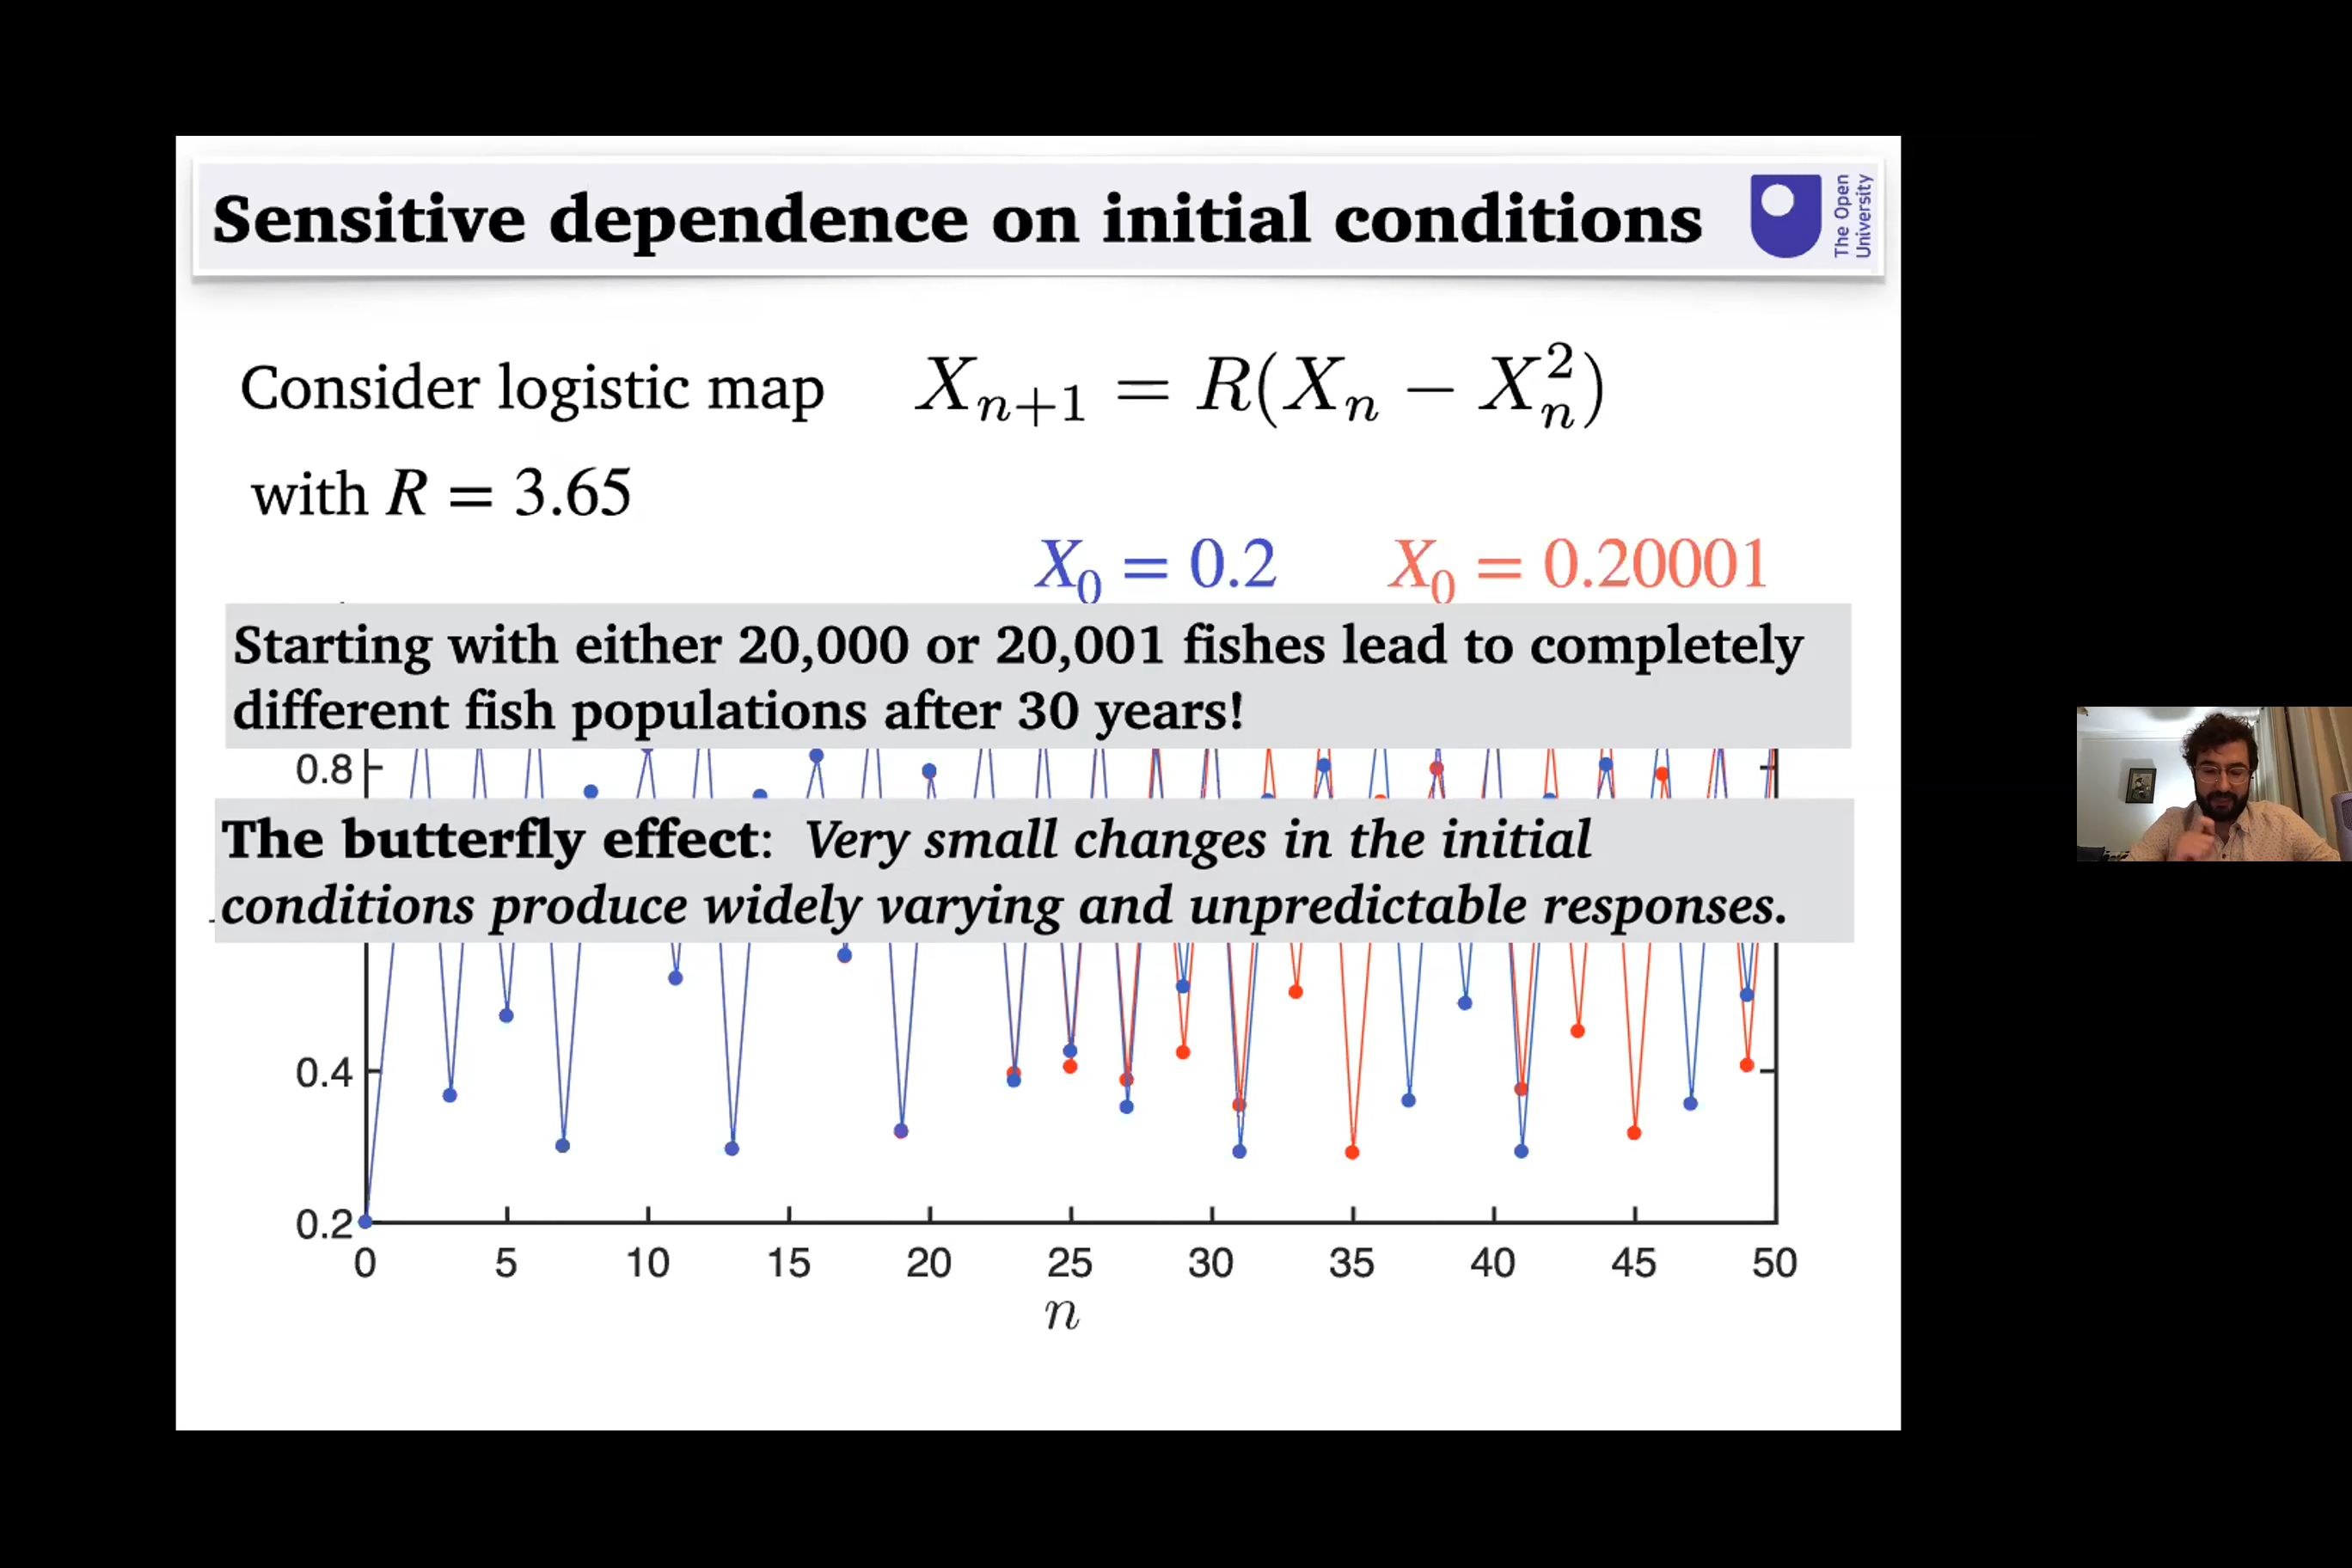 Sensitive dependence on initial conditions
The Open
University
Consider logistic map X_{n+1} = R(X_n − X_n^2)
with R = 3.65
X_0 = 0.2 X_0 = 0.20001
Starting with either 20,000 or 20,001 fishes lead to completely
different fish populations after 30 years!
0.8
The butterfly effect: Very small changes in the initial
conditions produce widely varying and unpredictable responses.
0.4
0.2
0 5 10 15 20 25 30 35 40 45 50
n